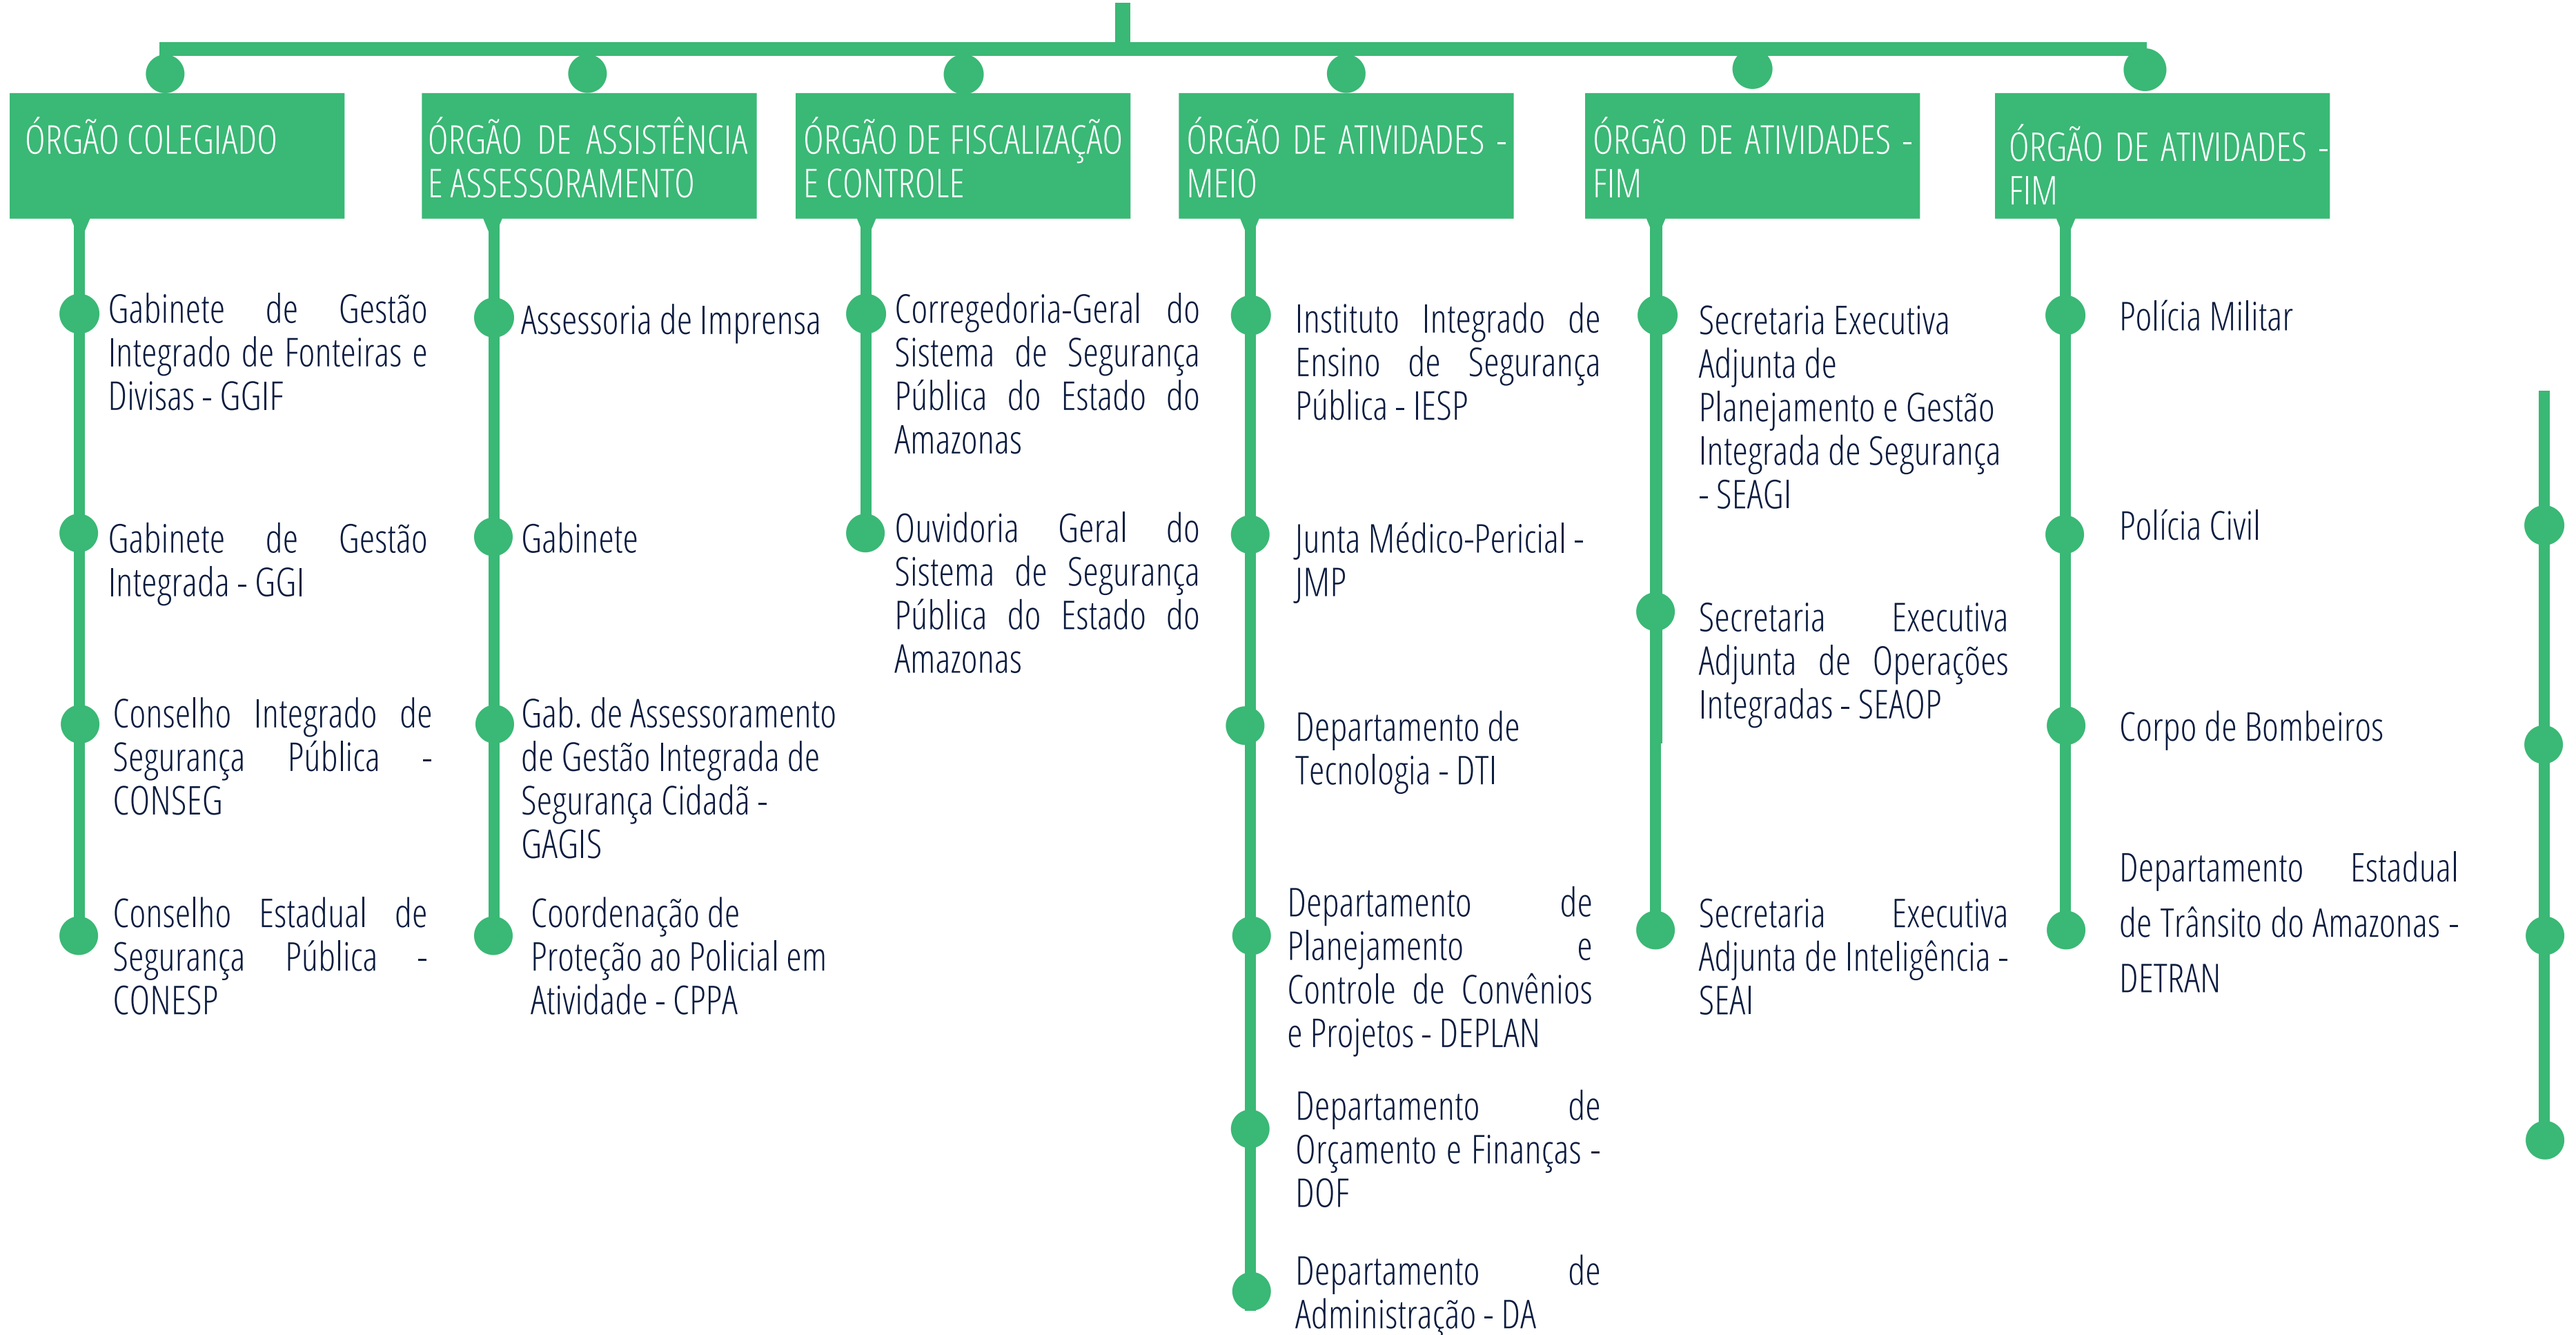 ÓRGÃO COLEGIADO
Gabinete de Gestão
Integrado de Fonteiras e
Divisas - GGIF
Gabinete de Gestão
Integrada - GGI
Conselho Integrado de
Segurança Pública -
CONSEG
Conselho Estadual de
Segurança Pública -
CONESP
ÓRGÃO DE ASSISTÊNCIA
E ASSESSORAMENTO
Assessoria de Imprensa
Gabinete
Gab. de Assessoramento
de Gestão Integrada de
Segurança Cidadã -
GAGIS
Coordenação de
Proteção ao Policial em
Atividade - CPPA
ÓRGÃO DE FISCALIZAÇÃO
E CONTROLE
Corregedoria-Geral do
Sistema de Segurança
Pública do Estado do
Amazonas
Ouvidoria Geral do
Sistema de Segurança
Pública do Estado do
Amazonas
ÓRGÃO DE ATIVIDADES -
MEIO
Instituto Integrado de
Ensino de Segurança
Pública - IESP
Junta Médico-Pericial -
JMP
Departamento de
Tecnologia - DTI
Departamento de
Planejamento e
Controle de Convênios
e Projetos - DEPLAN
Departamento de
Orçamento e Finanças -
DOF
Departamento de
Administração - DA
ÓRGÃO DE ATIVIDADES -
FIM
Secretaria Executiva
Adjunta de
Planejamento e Gestão
Integrada de Segurança
- SEAGI
Secretaria Executiva
Adjunta de Operações
Integradas - SEAOP
Secretaria Executiva
Adjunta de Inteligência -
SEAI
ÓRGÃO DE ATIVIDADES -
FIM
Polícia Militar
Polícia Civil
Corpo de Bombeiros
Departamento Estadual
de Trânsito do Amazonas -
DETRAN